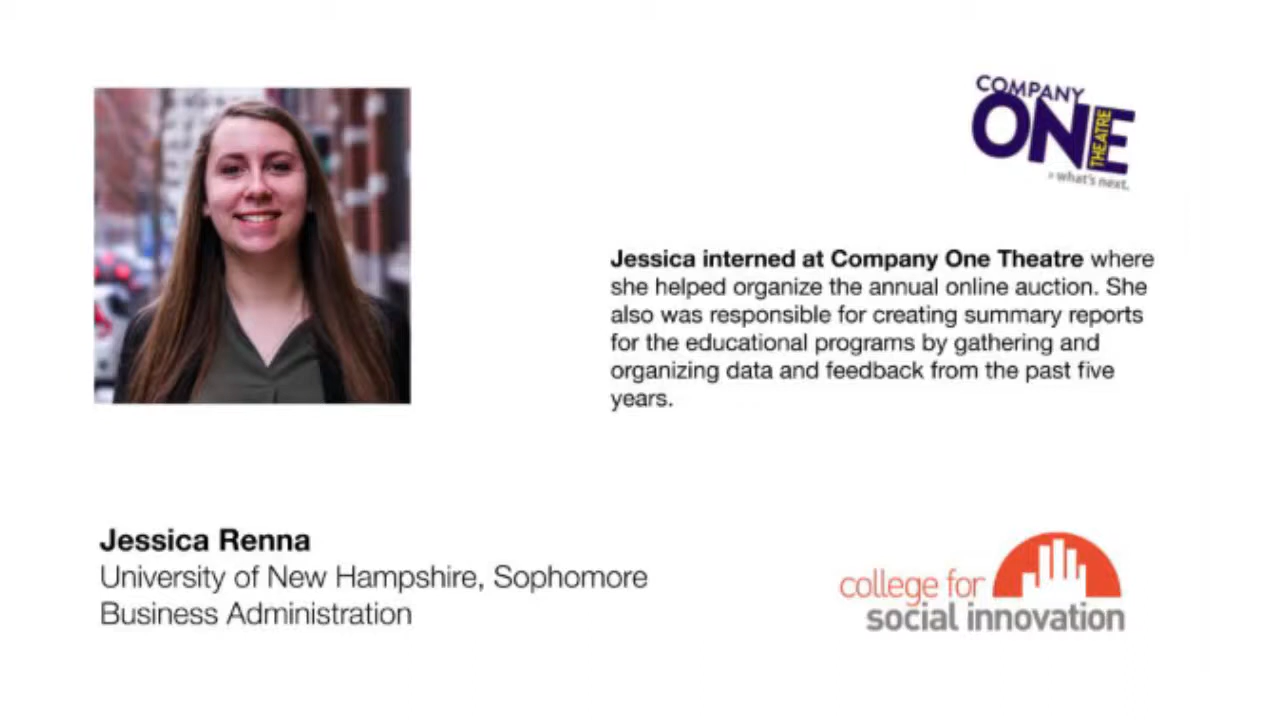 COMPANY
ONE
THEATRE
» what's next.
Jessica interned at Company One Theatre where
she helped organize the annual online auction. She
also was responsible for creating summary reports
for the educational programs by gathering and
organizing data and feedback from the past five
years.
Jessica Renna
University of New Hampshire, Sophomore
Business Administration
college for
social innovation